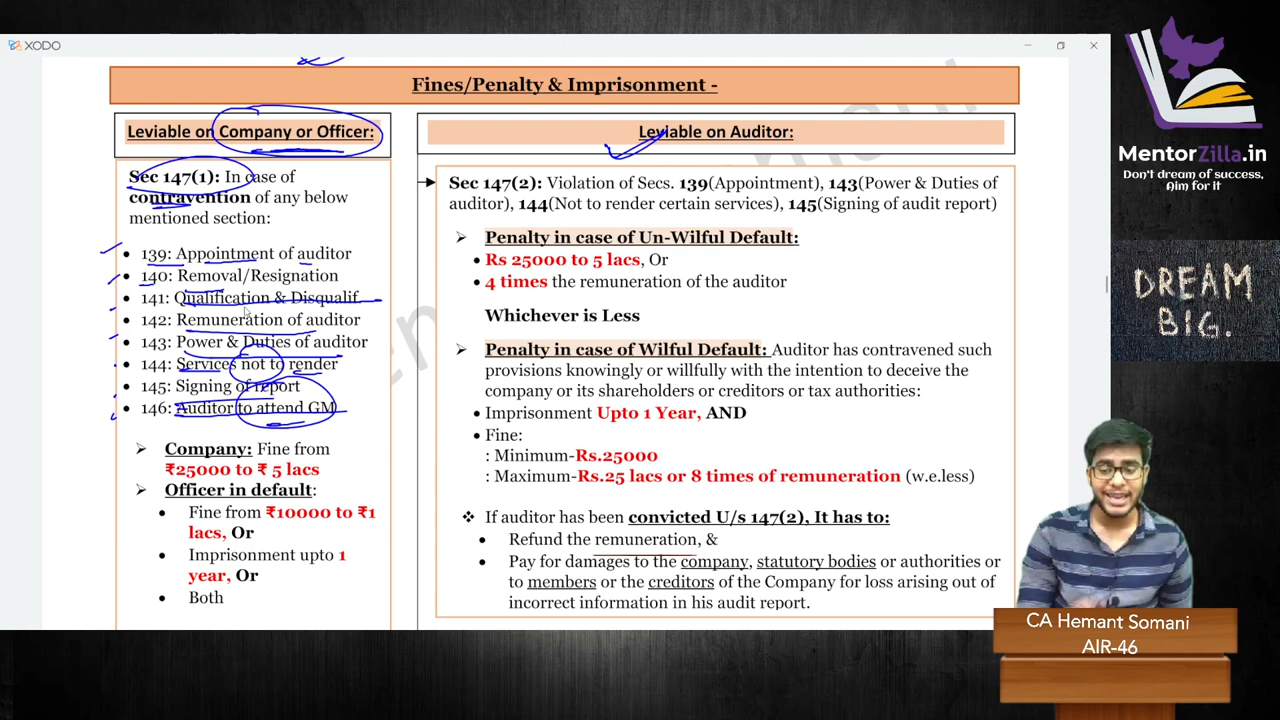 XODO
Fines/Penalty & Imprisonment -
Leviable on Company or Officer:
Sec 147(1): In case of
contravention of any below
mentioned section:
• 139: Appointment of auditor
• 140: Removal/Resignation
• 141: Qualification & Disqualif.
• 142: Remuneration of auditor
• 143: Power & Duties of auditor
• 144: Services not to render
• 145: Signing of report
• 146: Auditor to attend GM
➢ Company: Fine from
₹25000 to ₹ 5 lacs
➢ Officer in default:
• Fine from ₹10000 to ₹1
lacs, Or
• Imprisonment upto 1
year, Or
• Both
Leviable on Auditor:
Sec 147(2): Violation of Secs. 139(Appointment), 143(Power & Duties of
auditor), 144(Not to render certain services), 145(Signing of audit report)
➢ Penalty in case of Un-Wilful Default:
• Rs 25000 to 5 lacs, Or
• 4 times the remuneration of the auditor
Whichever is Less
➢ Penalty in case of Wilful Default: Auditor has contravened such
provisions knowingly or willfully with the intention to deceive the
company or its shareholders or creditors or tax authorities:
• Imprisonment Upto 1 Year, AND
• Fine:
: Minimum-Rs.25000
: Maximum-Rs.25 lacs or 8 times of remuneration (w.e.less)
❖ If auditor has been convicted U/s 147(2), It has to:
• Refund the remuneration, &
• Pay for damages to the company, statutory bodies or authorities or
to members or the creditors of the Company for loss arising out of
incorrect information in his audit report.
MentorZilla.in
Don't dream of success,
Aim for it
DREAM
BIG.
CA Hemant Somani
AIR-46